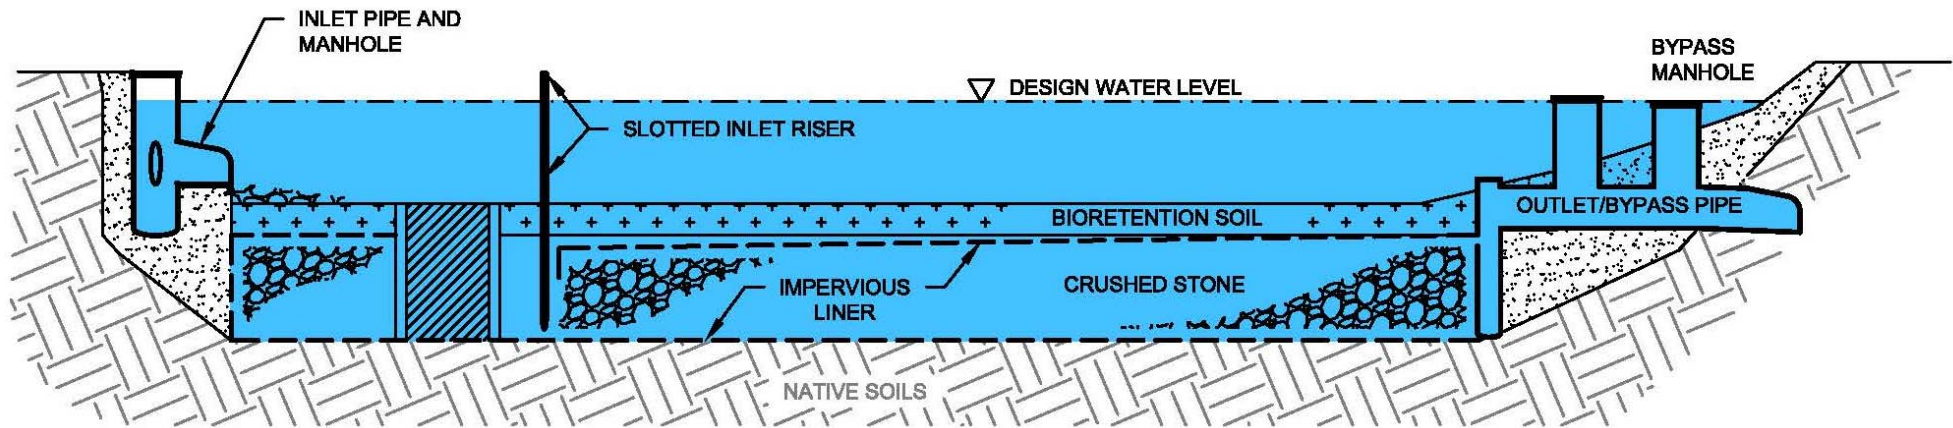 INLET PIPE AND
MANHOLE
BYPASS
MANHOLE
DESIGN WATER LEVEL
SLOTTED INLET RISER
OUTLET/BYPASS PIPE
BIORETENTION SOIL
IMPERVIOUS
LINER
CRUSHED STONE
NATIVE SOILS